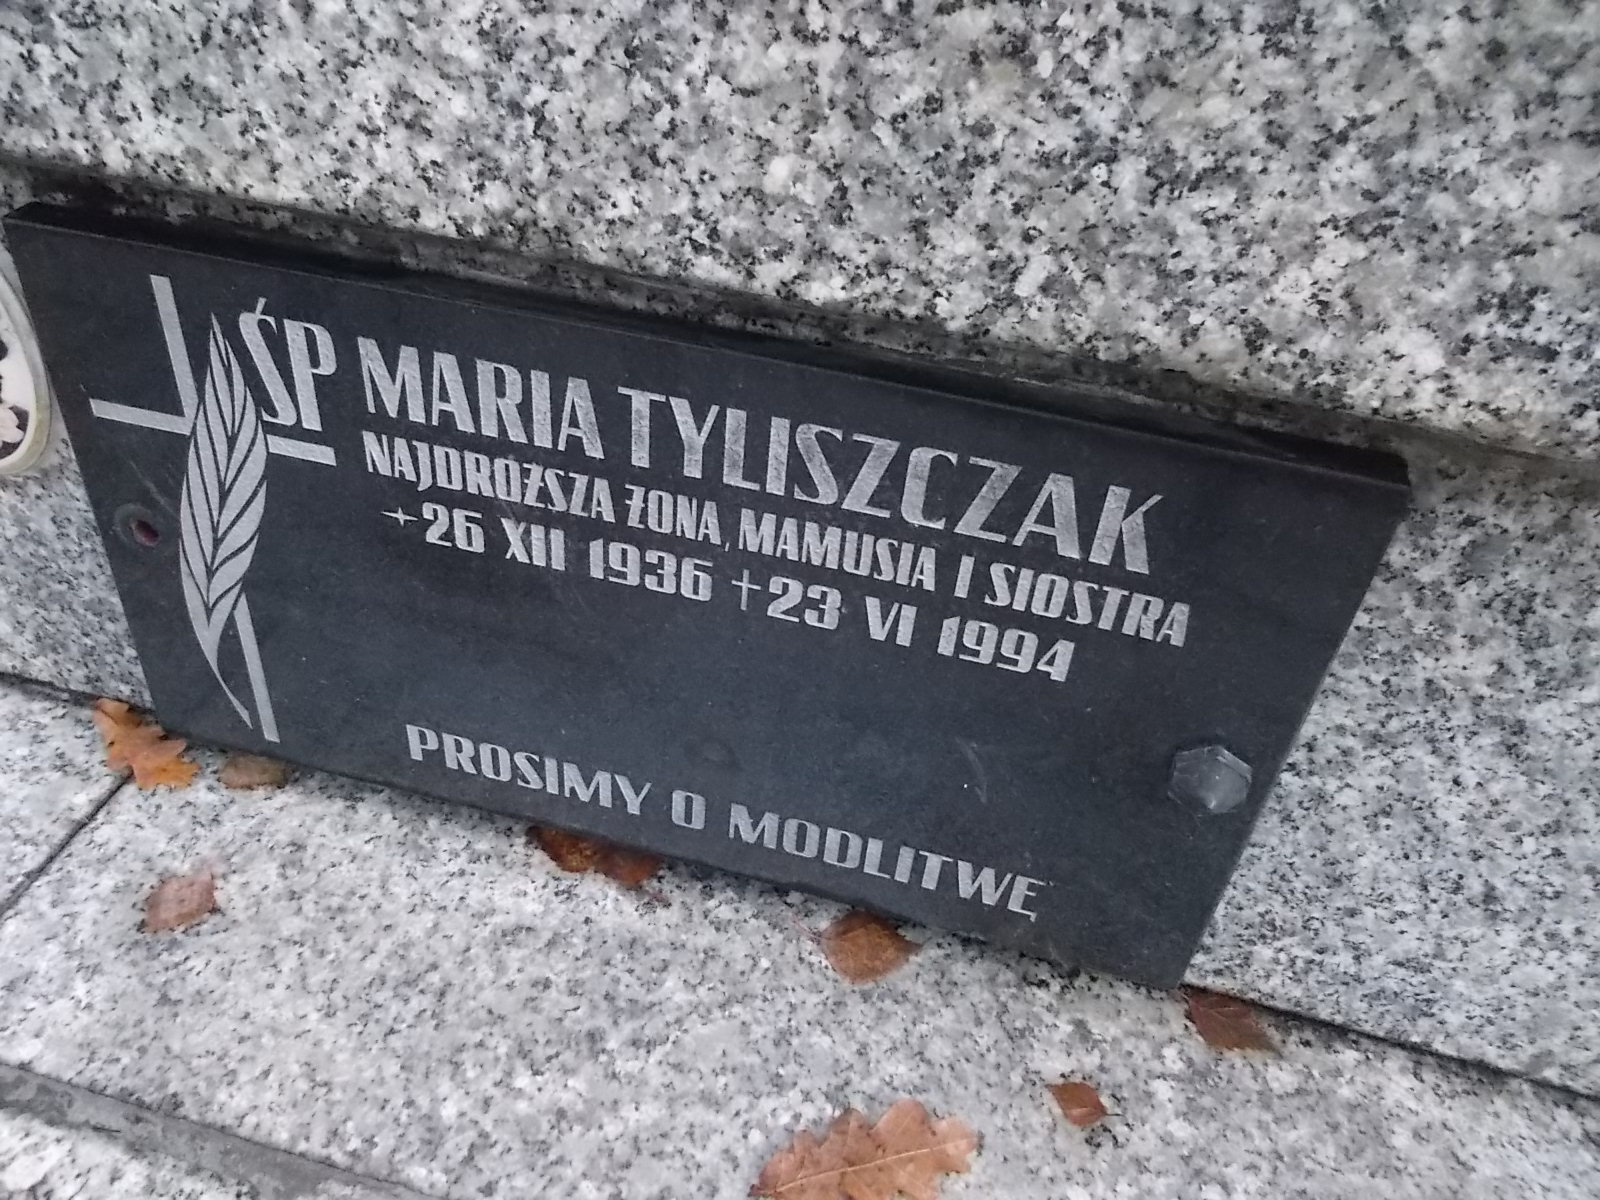 ŚP MARIA TYLISZCZAK
NAJDROŻSZA ŻONA, MAMUSIA I SIOSTRA
+26 XII 1936 +23 VI 1994
PROSIMY O MODLITWĘ